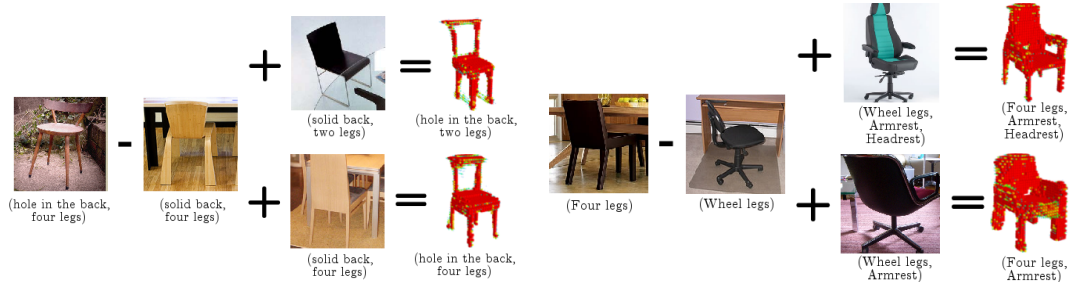 (hole in the back,
four legs)
-
(solid back,
four legs)
+
(solid back,
two legs)
=
(hole in the back,
two legs)
+
(solid back,
four legs)
=
(hole in the back,
four legs)
(Four legs)
-
(Wheel legs)
+
(Wheel legs,
Armrest,
Headrest)
=
(Four legs,
Armrest,
Headrest)
+
(Wheel legs,
Armrest)
=
(Four legs,
Armrest)